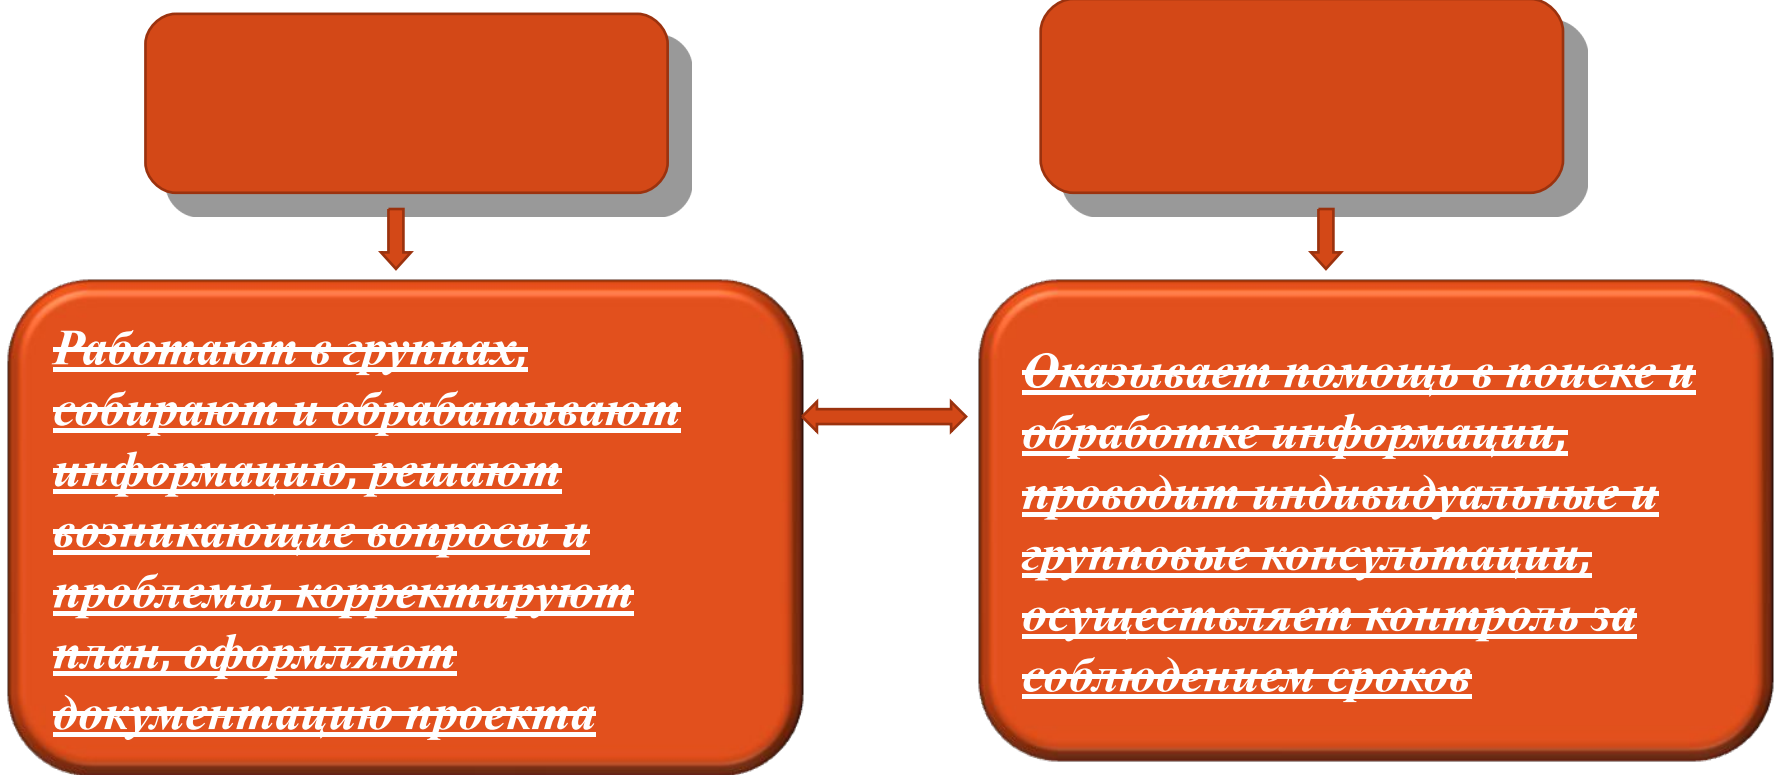 Работают в группах,
собирают и обрабатывают
информацию, решают
возникающие вопросы и
проблемы, корректируют
план, оформляют
документацию проекта
Оказывает помощь в поиске и
обработке информации,
проводит индивидуальные и
групповые консультации,
осуществляет контроль за
соблюдением сроков